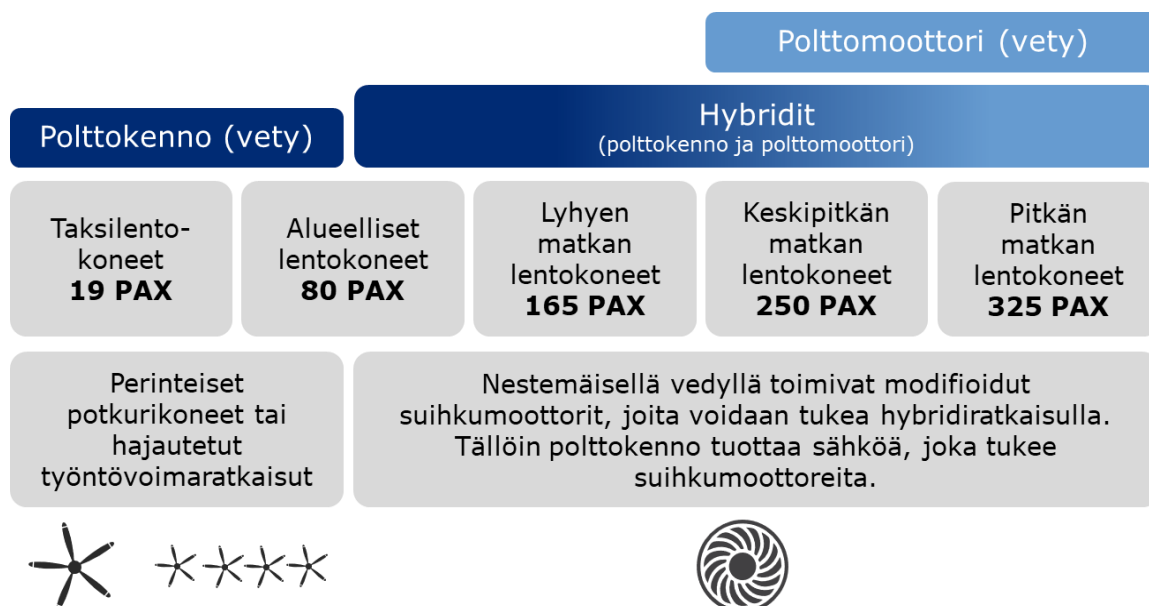 Polttomoottori (vety)
Polttokenno (vety)
Hybridit
(polttokenno ja polttomoottori)
Taksilento-
koneet
19 PAX
Alueelliset
lentokoneet
80 PAX
Lyhyen
matkan
lentokoneet
165 PAX
Keskipitkän
matkan
lentokoneet
250 PAX
Pitkän
matkan
lentokoneet
325 PAX
Perinteiset
potkurikoneet tai
hajautetut
työntövoimaratkaisut
Nestemäisellä vedyllä toimivat modifioidut
suihkumoottorit, joita voidaan tukea hybridiratkaisulla.
Tällöin polttokenno tuottaa sähköä, joka tukee
suihkumoottoreita.